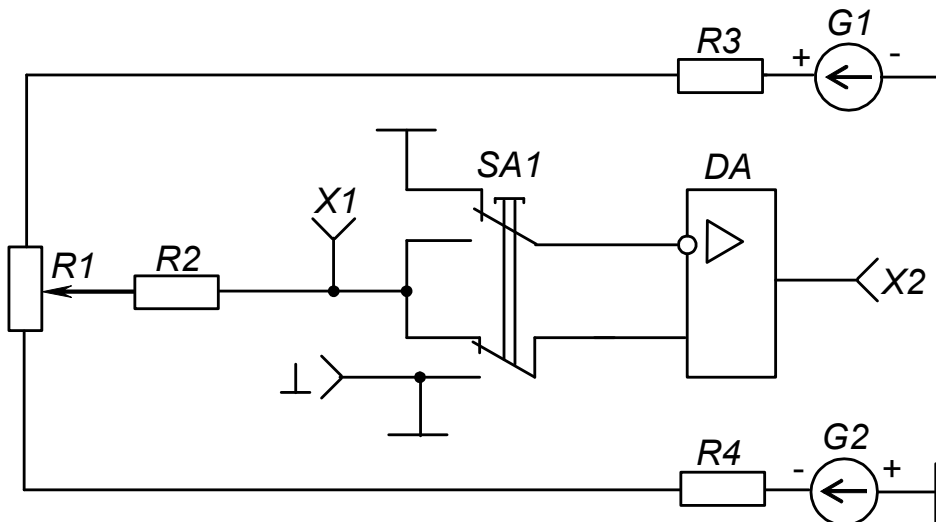 G1
R3
+ -
SA1
DA
X1
R1
R2
X2
⊥
G2
R4
- +